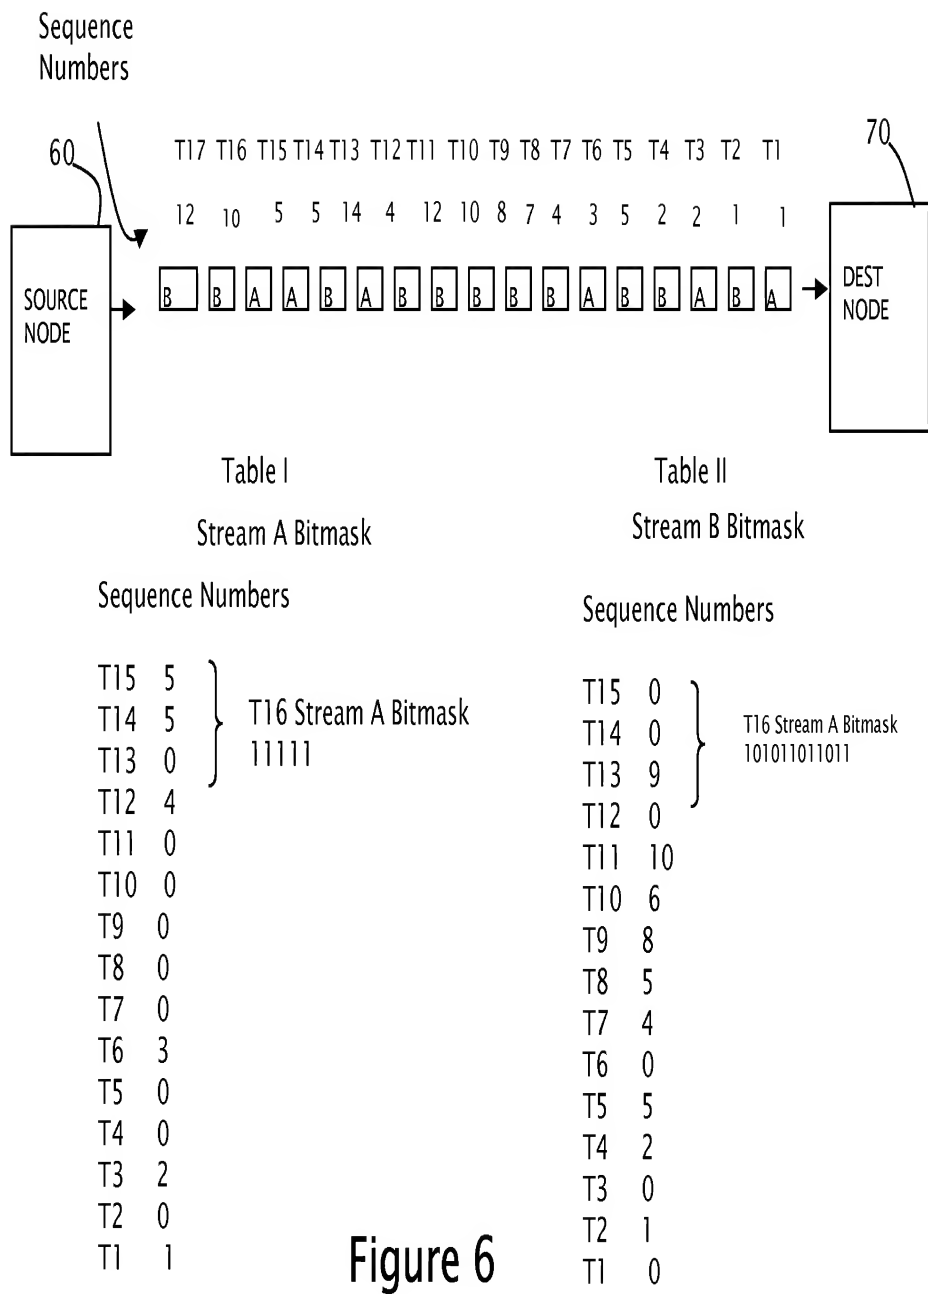 Sequence
Numbers
60
70
T17 T16 T15 T14 T13 T12 T11 T10 T9 T8 T7 T6 T5 T4 T3 T2 T1
12 10 5 5 14 4 12 10 8 7 4 3 5 2 2 1 1
SOURCE
NODE
B B A A B A B B B B B A B B A B A
DEST
NODE
Table I
Table II
Stream A Bitmask
Stream B Bitmask
Sequence Numbers
T15 5
T14 5
T13 0
T12 4
T11 0
T10 0
T9 0
T8 0
T7 0
T6 3
T5 0
T4 0
T3 2
T2 0
T1 1
T16 Stream A Bitmask
11111
Sequence Numbers
T15 0
T14 0
T13 9
T12 0
T11 10
T10 6
T9 8
T8 5
T7 4
T6 0
T5 5
T4 2
T3 0
T2 1
T1 0
T16 Stream A Bitmask
101011011011
Figure 6